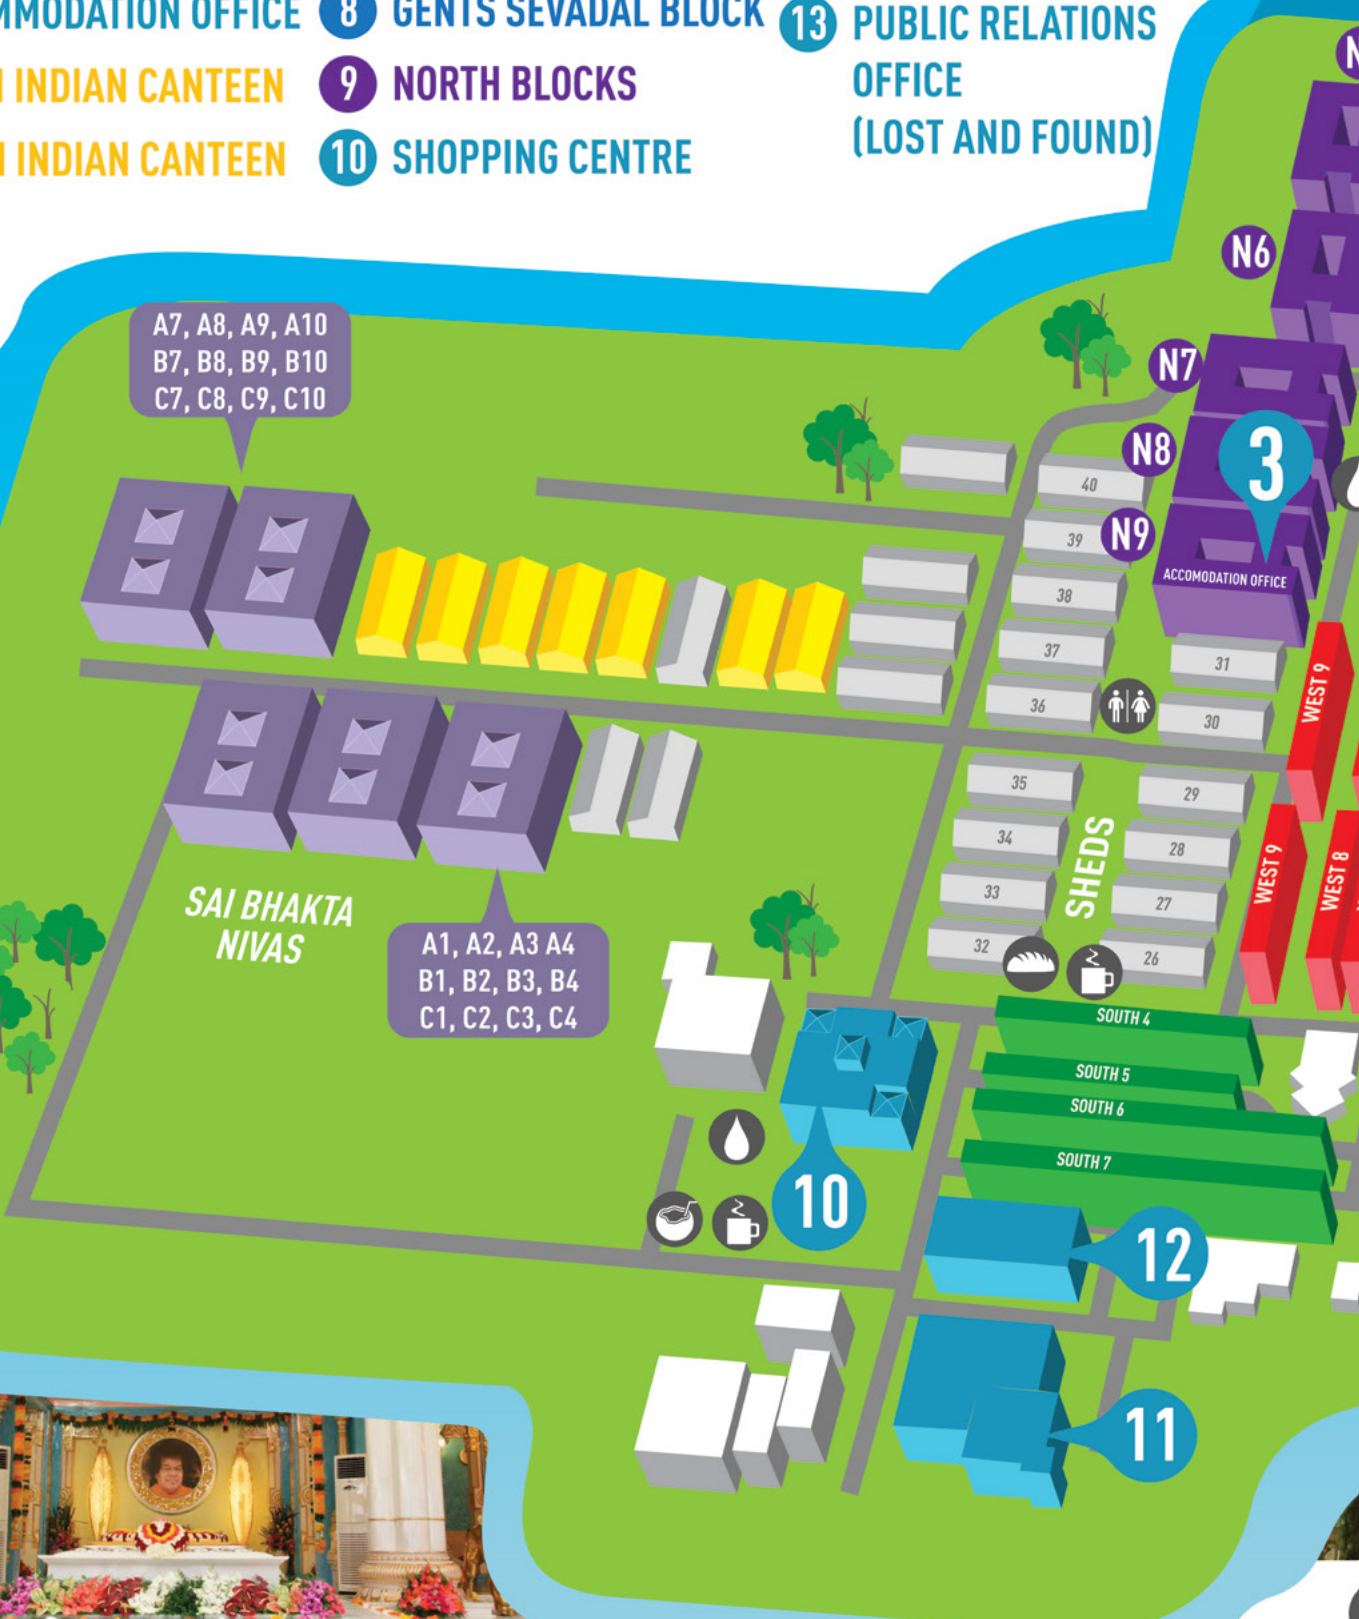 OFFICE
8 GENTS SEVADAL BLOCK
13 PUBLIC RELATIONS
OFFICE
(LOST AND FOUND)
INDIAN CANTEEN
9 NORTH BLOCKS
INDIAN CANTEEN
10 SHOPPING CENTRE
N6
N7
N8
N9
3
ACCOMODATION OFFICE
A7, A8, A9, A10
B7, B8, B9, B10
C7, C8, C9, C10
40
39
38
37
36
31
30
WEST 9
35
34
33
32
SHEDS
29
28
27
26
WEST 9
WEST 8
SAI BHAKTA
NIVAS
A1, A2, A3 A4
B1, B2, B3, B4
C1, C2, C3, C4
SOUTH 4
SOUTH 5
SOUTH 6
SOUTH 7
10
12
11